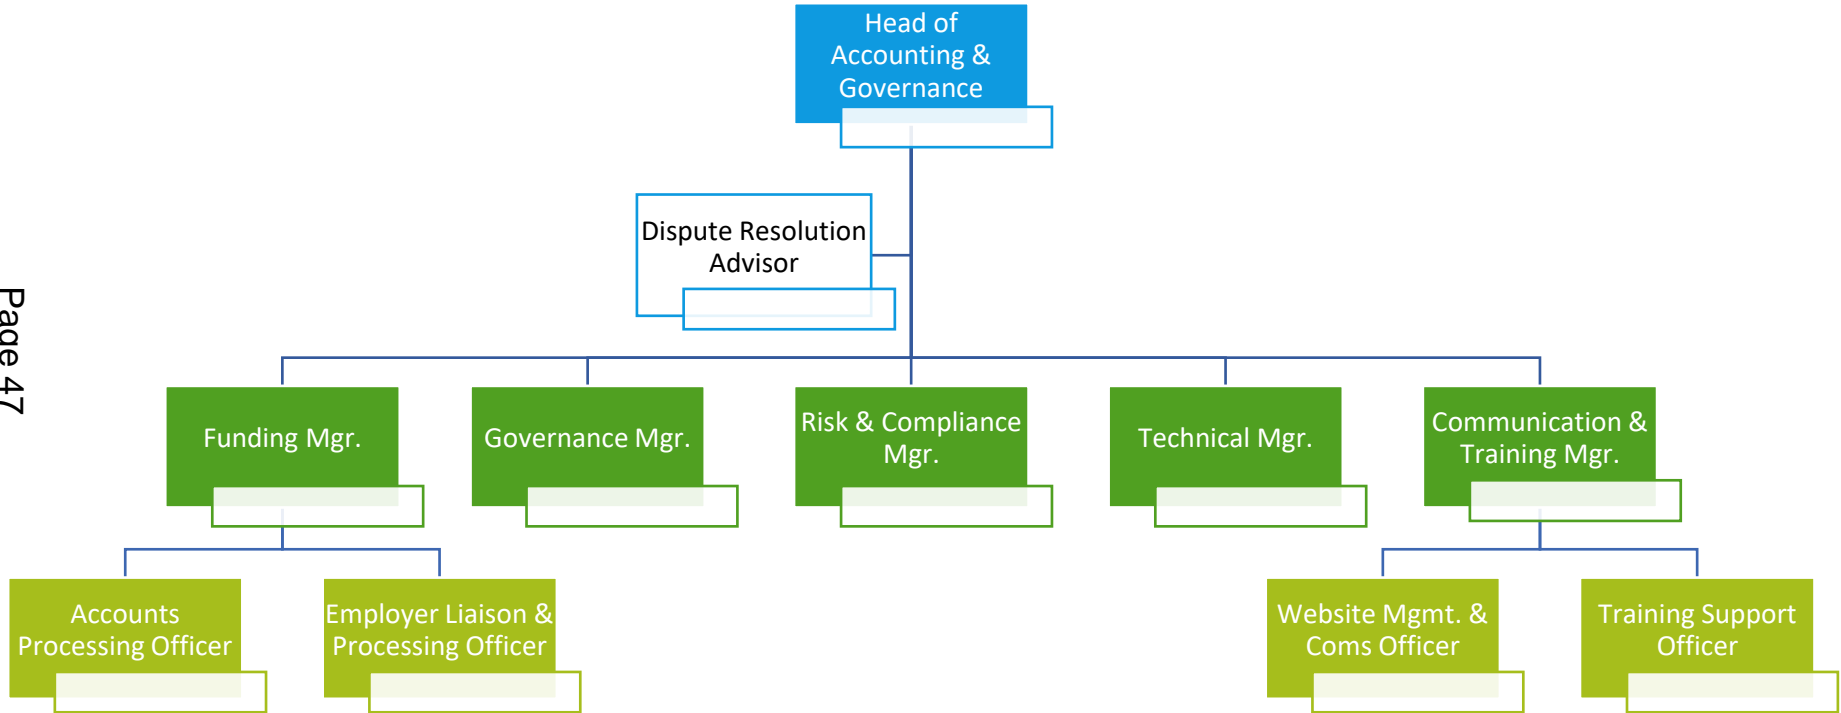 Head of
Accounting &
Governance
Dispute Resolution
Advisor
Page 47
Funding Mgr.
Governance Mgr.
Risk & Compliance
Mgr.
Technical Mgr.
Communication &
Training Mgr.
Accounts
Processing Officer
Employer Liaison &
Processing Officer
Website Mgmt. &
Coms Officer
Training Support
Officer